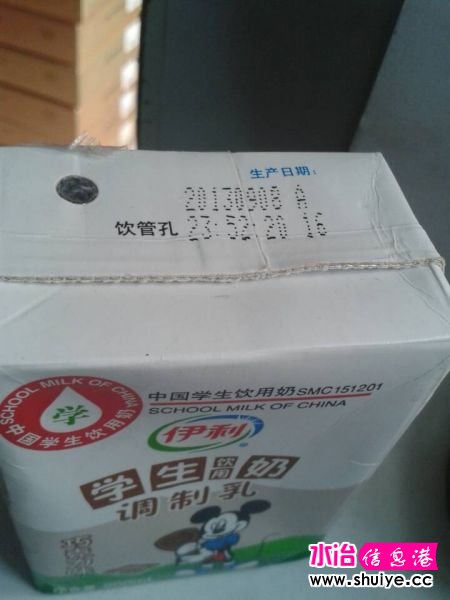 生产日期:
20130908 A
饮管孔 23:52:20 16
中国学生饮用奶SMC151201
SCHOOL MILK OF CHINA
SCHOOL MILK OF CHINA
学
中国学生饮用奶
伊利
学生饮用奶
调制乳
水冶信息港
www.shuiye.cc